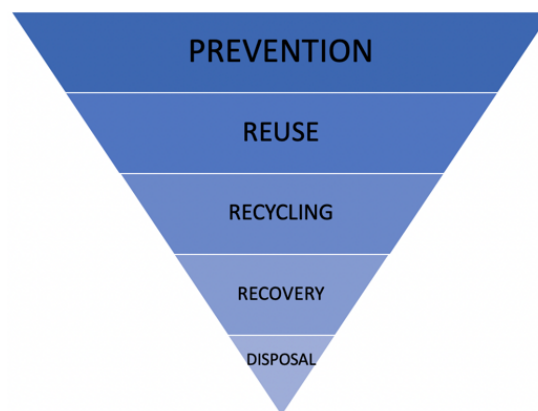 PREVENTION
REUSE
RECYCLING
RECOVERY
DISPOSAL